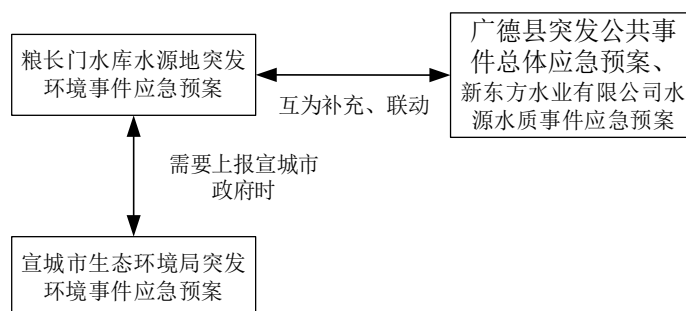 粮长门水库水源地突发
环境事件应急预案
广德县突发公共事
件总体应急预案、
新东方水业有限公司水
源水质事件应急预案
互为补充、联动
需要上报宣城市
政府时
宣城市生态环境局突发
环境事件应急预案